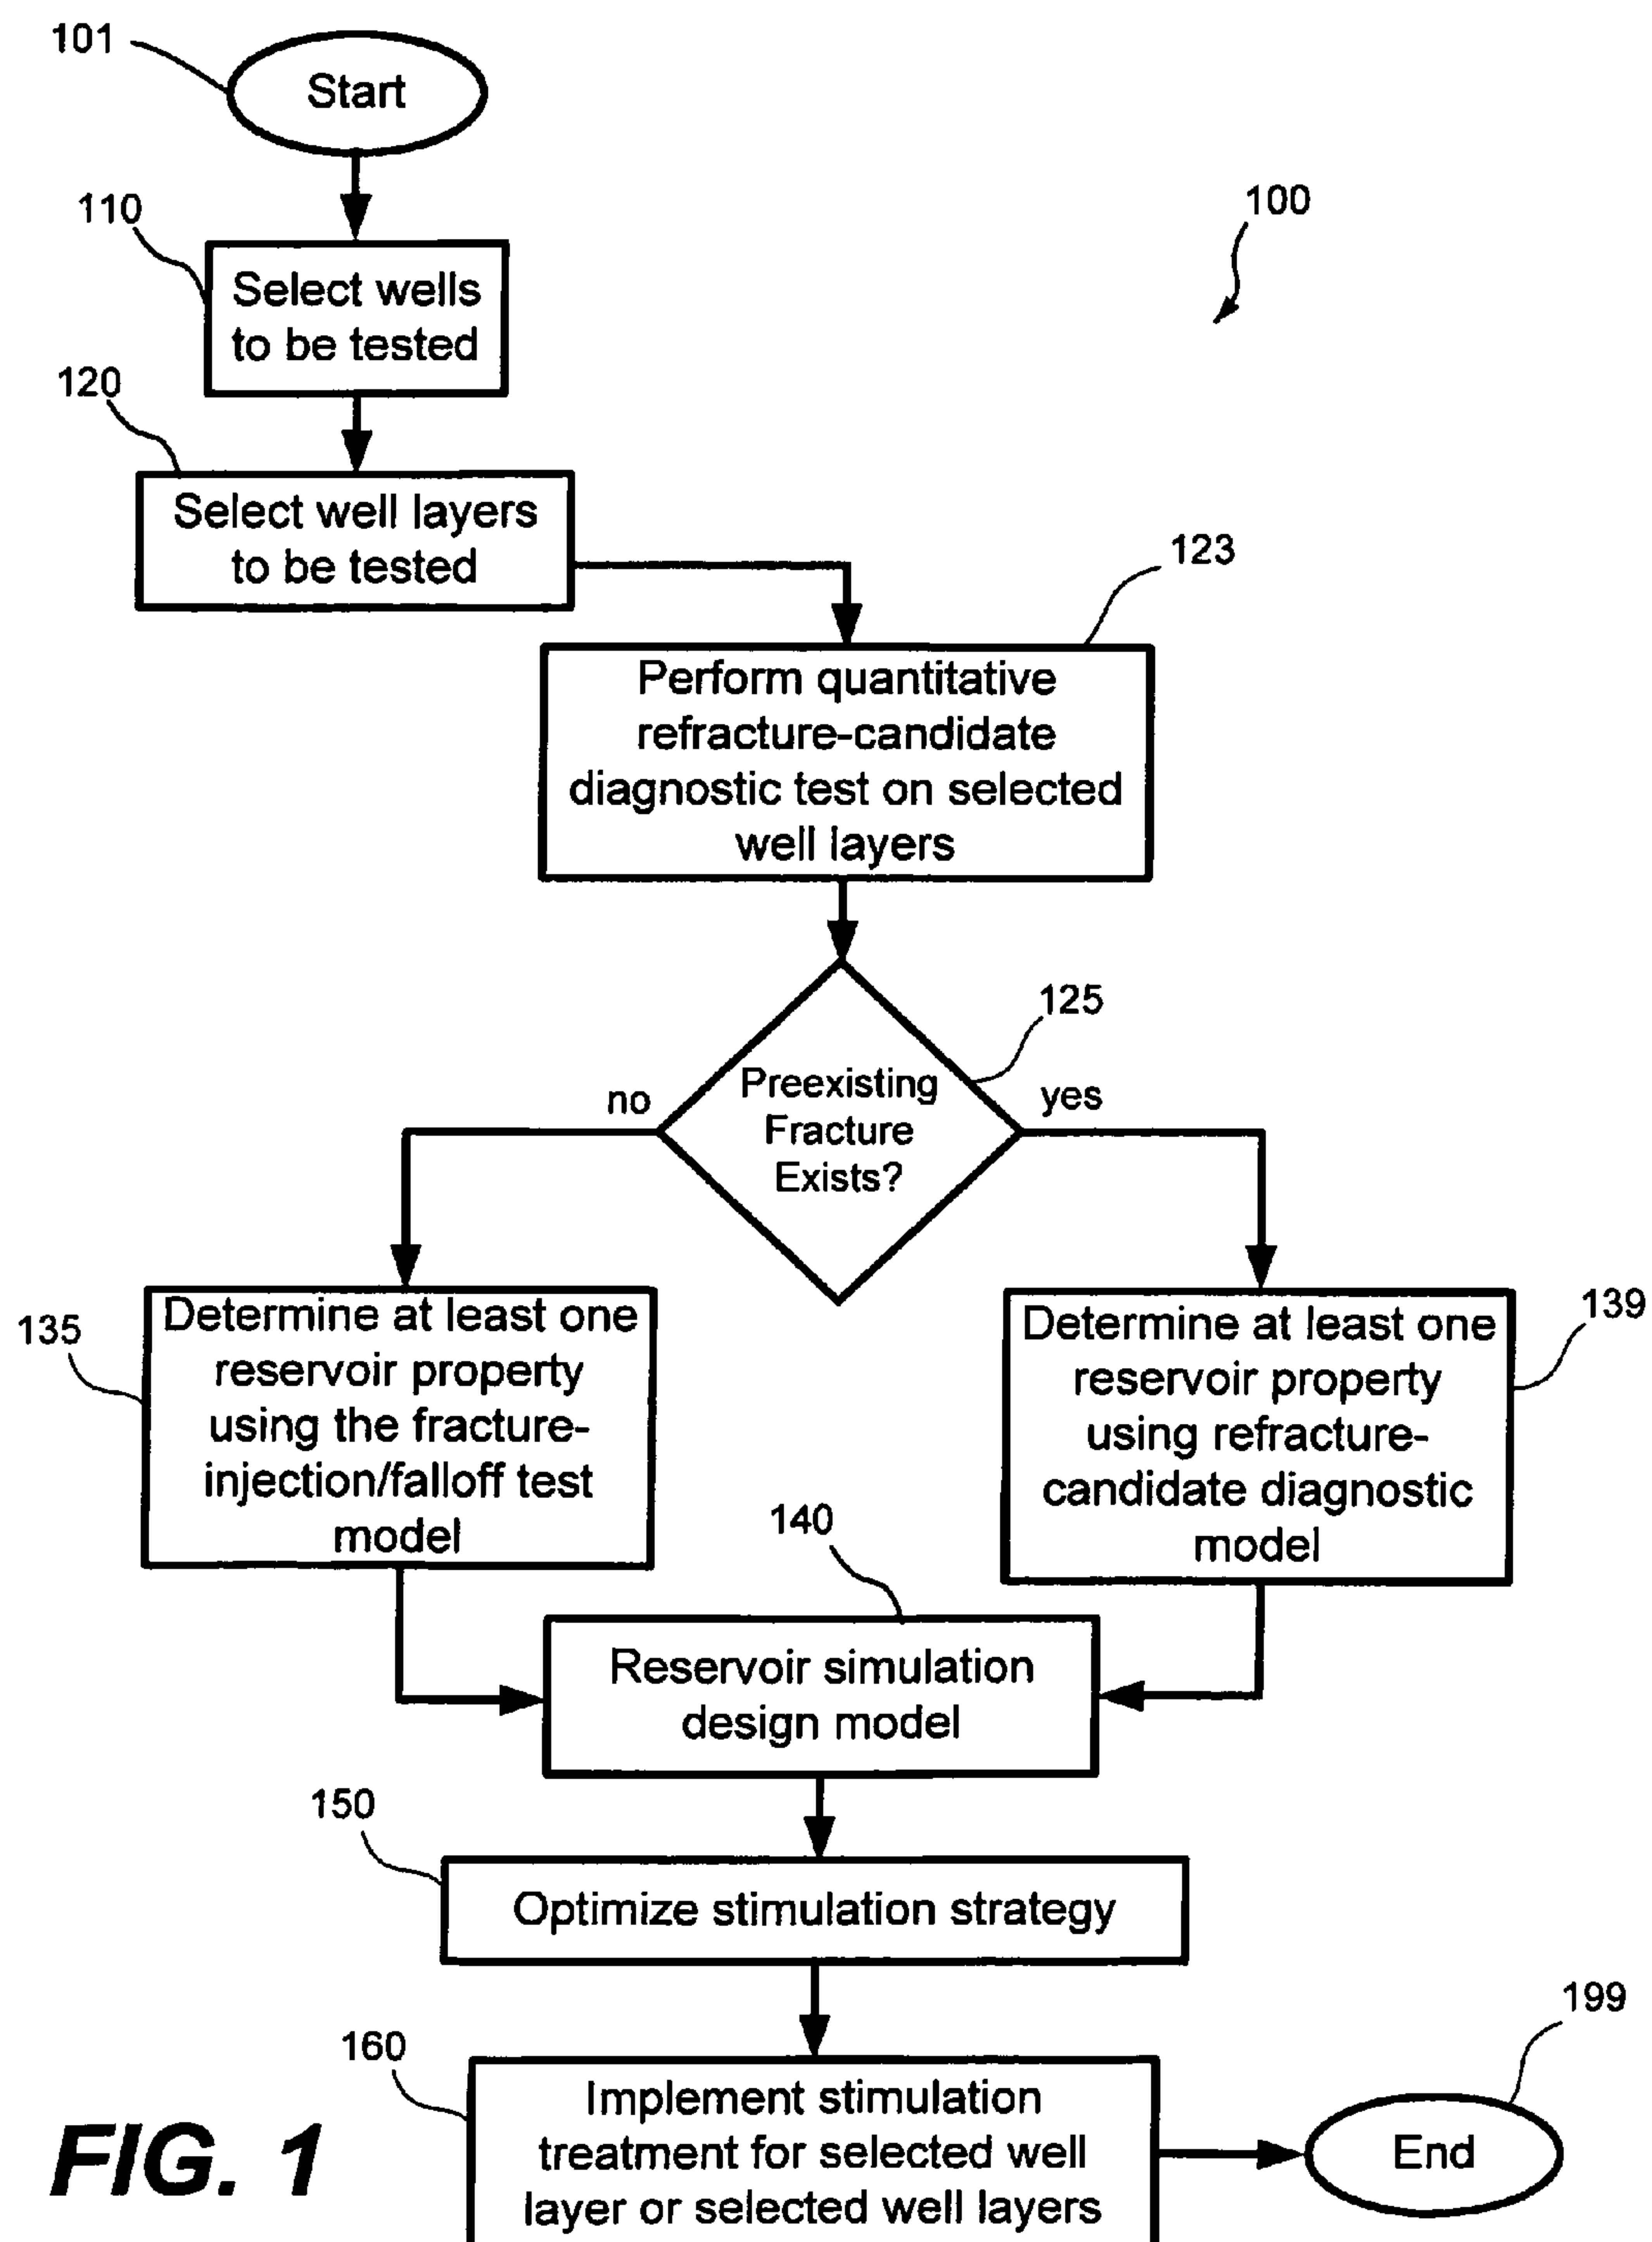 101
Start
100
110
Select wells
to be tested
120
Select well layers
to be tested
123
Perform quantitative
refracture-candidate
diagnostic test on selected
well layers
125
Preexisting
Fracture
Exists?
no
yes
135
Determine at least one
reservoir property
using the fracture-
injection/falloff test
model
139
Determine at least one
reservoir property
using refracture-
candidate diagnostic
model
140
Reservoir simulation
design model
150
Optimize stimulation strategy
160
Implement stimulation
treatment for selected well
layer or selected well layers
199
End
FIG. 1